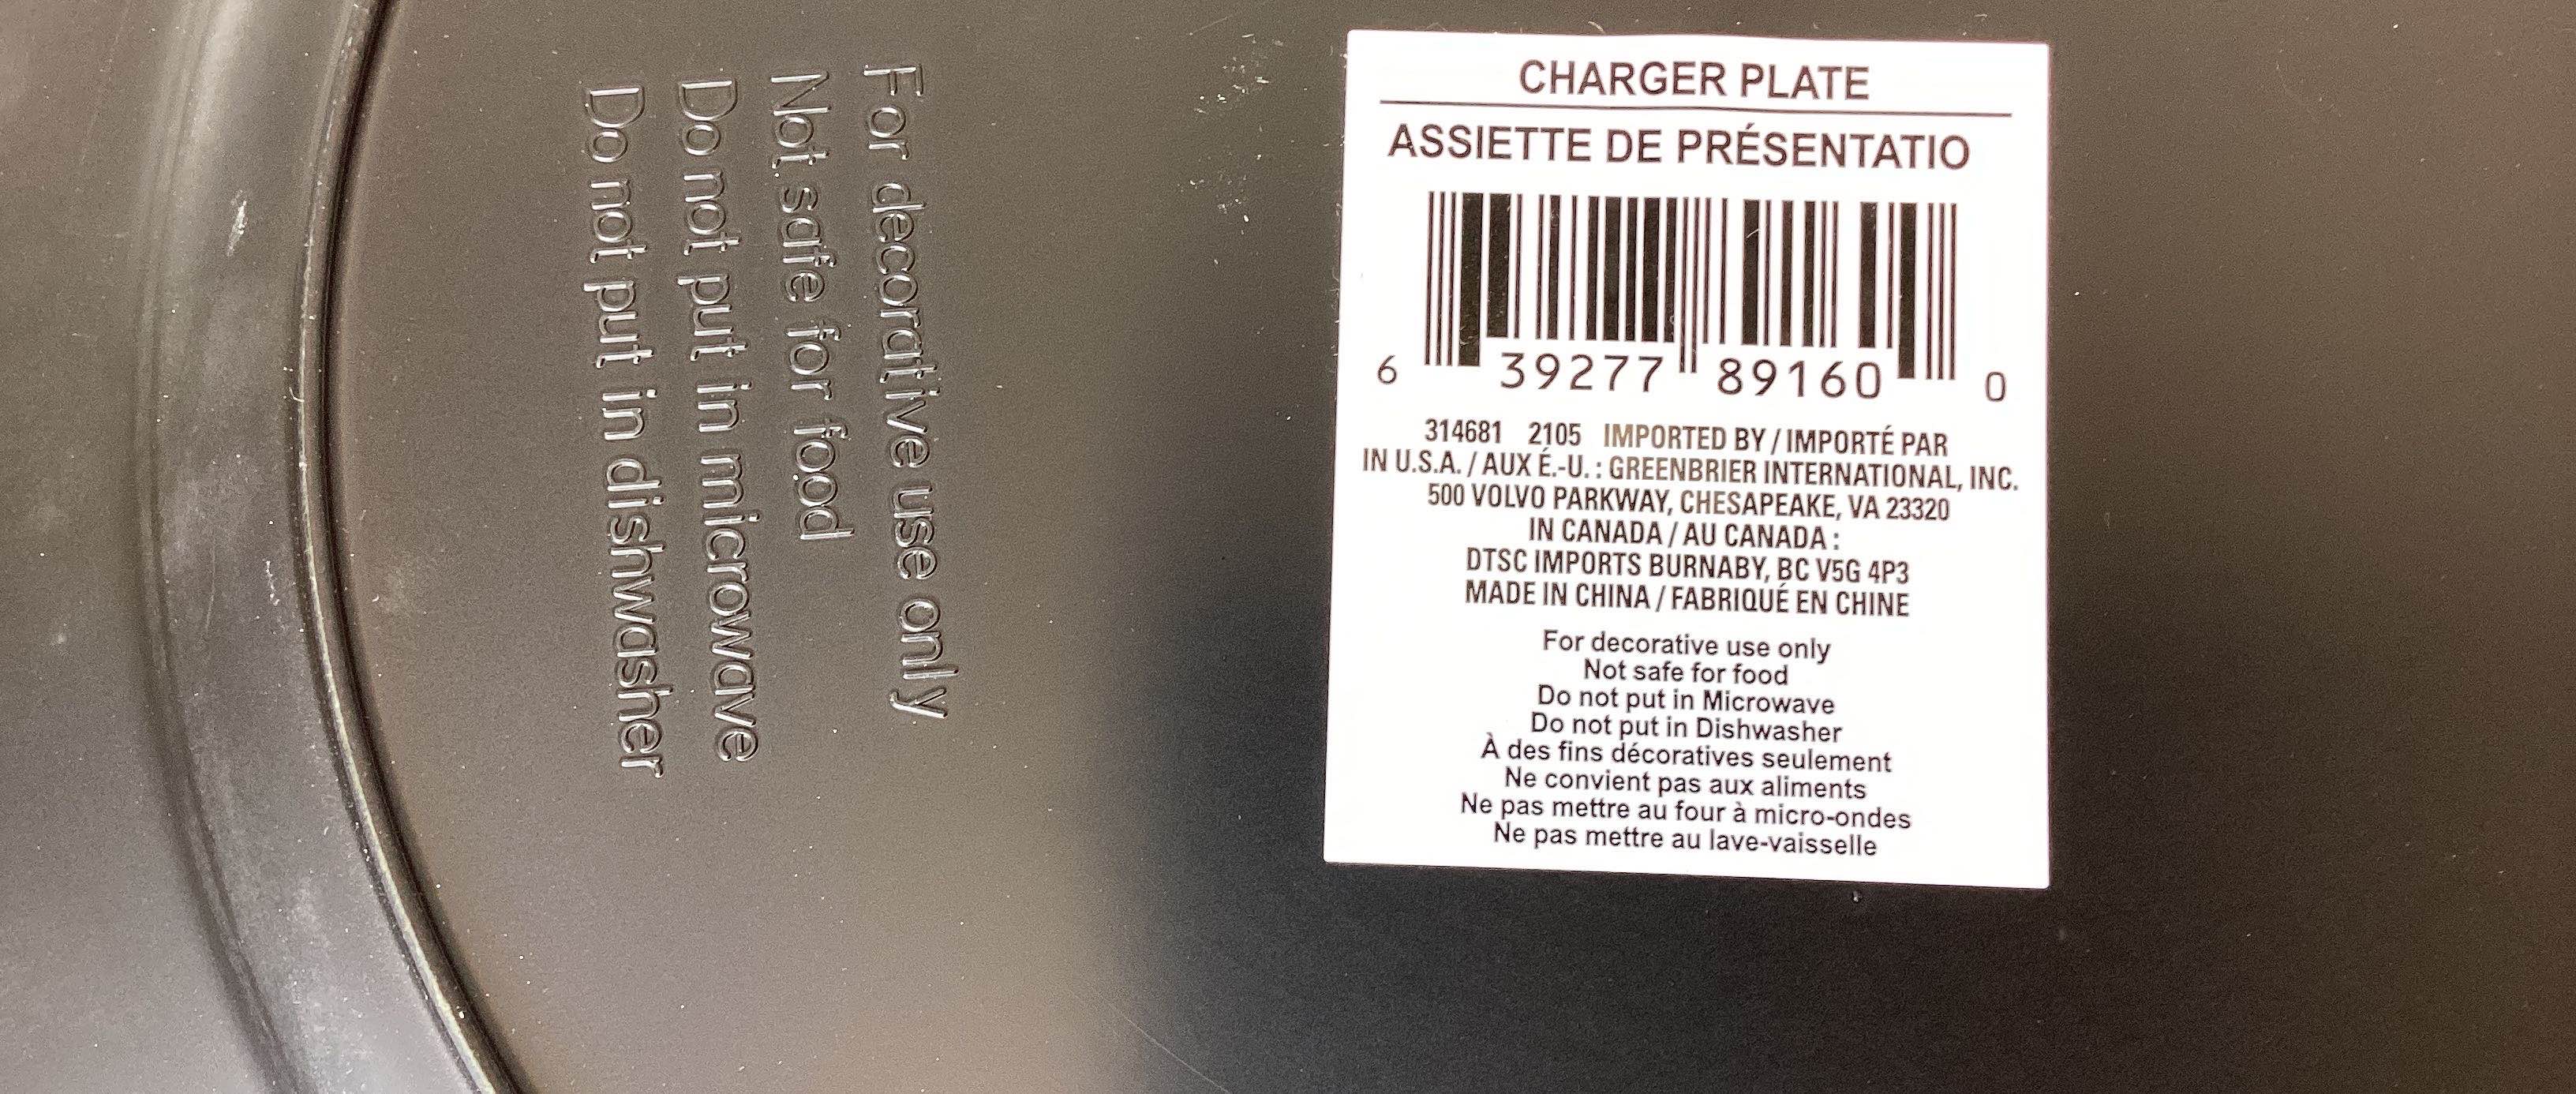 For decorative use only
Not safe for food
Do not put in microwave
Do not put in dishwasher
CHARGER PLATE
ASSIETTE DE PRÉSENTATIO
6 39277 89160 0
314681 2105 IMPORTED BY / IMPORTÉ PAR
IN U.S.A. / AUX É.-U. : GREENBRIER INTERNATIONAL, INC.
500 VOLVO PARKWAY, CHESAPEAKE, VA 23320
IN CANADA / AU CANADA :
DTSC IMPORTS BURNABY, BC V5G 4P3
MADE IN CHINA / FABRIQUÉ EN CHINE
For decorative use only
Not safe for food
Do not put in Microwave
Do not put in Dishwasher
À des fins décoratives seulement
Ne convient pas aux aliments
Ne pas mettre au four à micro-ondes
Ne pas mettre au lave-vaisselle